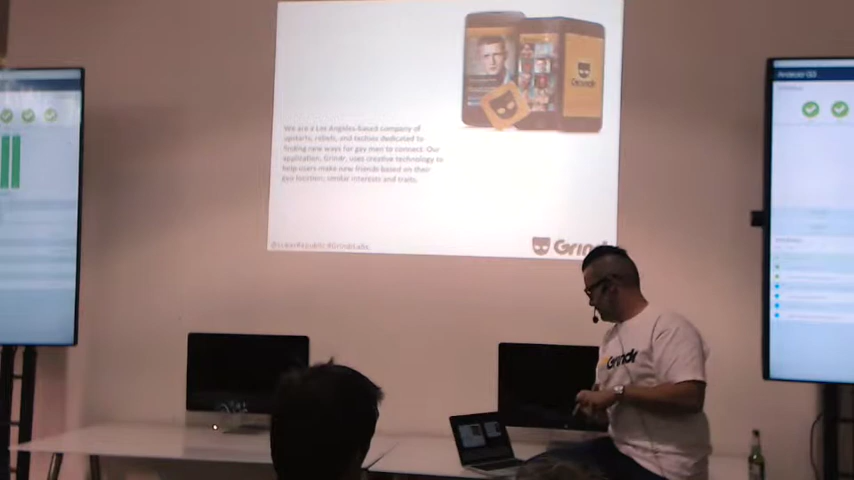 We are a Los Angeles-based company of
upstarts, rebels, and techies dedicated to
finding new ways for gay men to connect. Our
application, Grindr, uses creative technology to
help users make new friends based on their
geo location, similar interests and traits.
Grindr
Grindr
Grindr